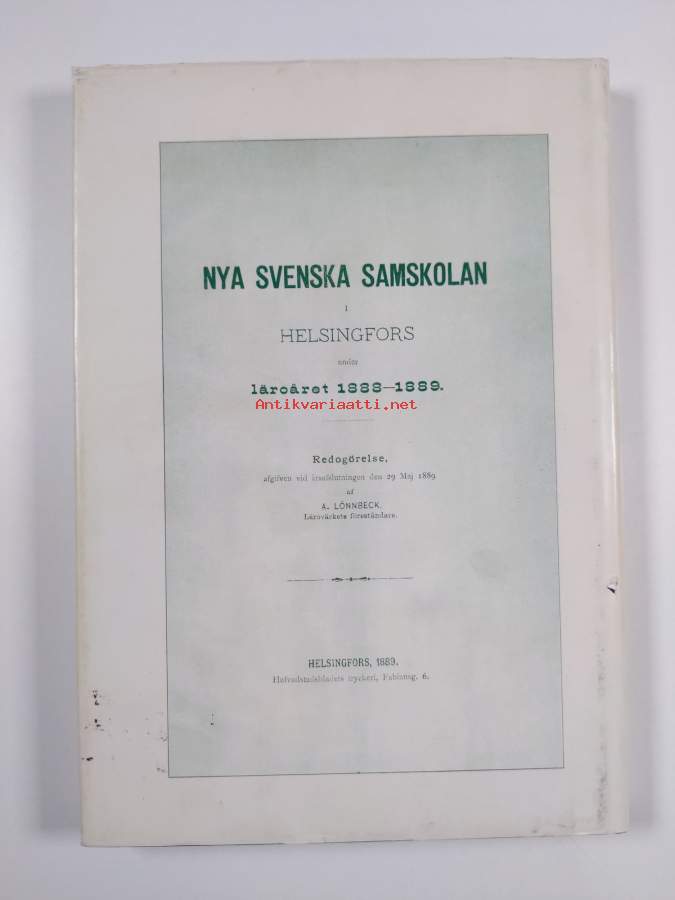 NYA SVENSKA SAMSKOLAN
I
HELSINGFORS
under
läroåret 1888—1889.
Antikvariaatti.net
Redogörelse,
afgifven vid årsafslutningen den 29 Maj 1889
af
A. LÖNNBECK,
Läroverkets föreståndare.
HELSINGFORS, 1889.
Hufvudstadsbladets tryckeri, Fabiansg. 6.